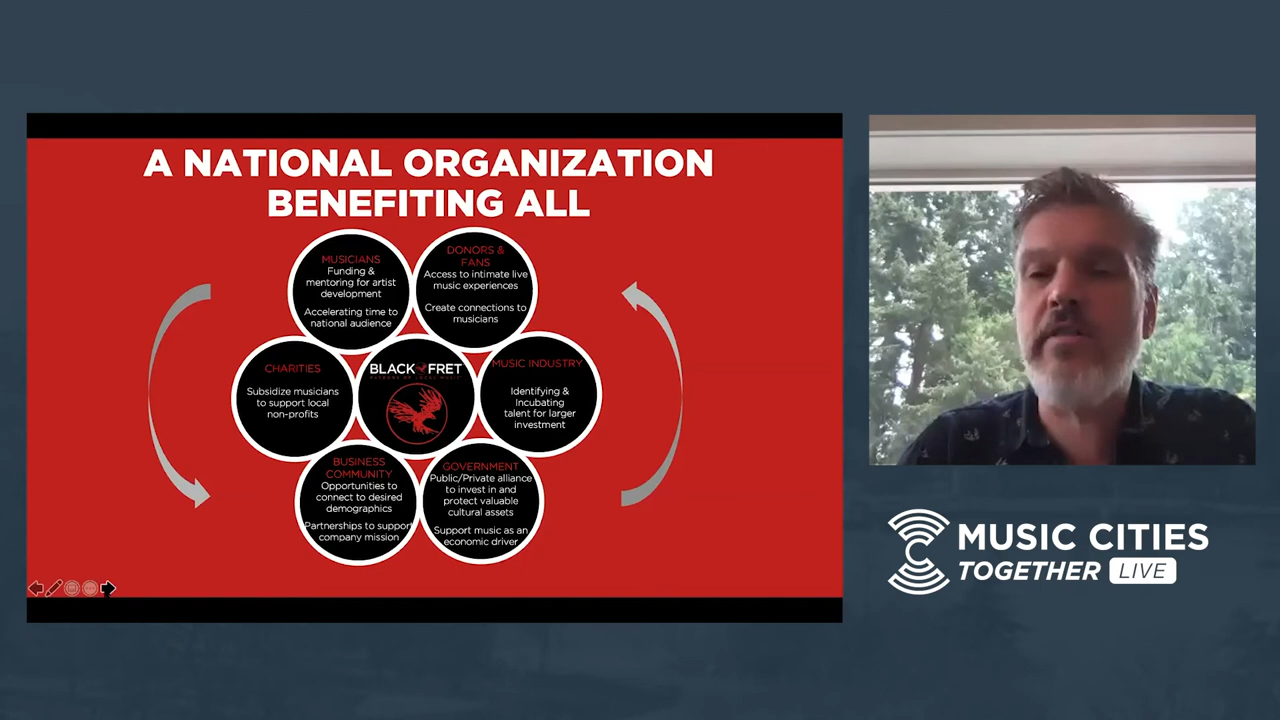 A NATIONAL ORGANIZATION
BENEFITING ALL
MUSICIANS
Funding &
mentoring for artist
development
Accelerating time to
national audience
DONORS &
FANS
Access to intimate live
music experiences
Create connections to
musicians
CHARITIES
Subsidize musicians
to support local
non-profits
BLACK FRET
PATRONS OF LOCAL MUSIC
MUSIC INDUSTRY
Identifying &
Incubating
talent for larger
investment
BUSINESS
COMMUNITY
Opportunities to
connect to desired
demographics
Partnerships to support
company mission
GOVERNMENT
Public/Private alliance
to invest in and
protect valuable
cultural assets
Support music as an
economic driver
MUSIC CITIES
TOGETHER LIVE